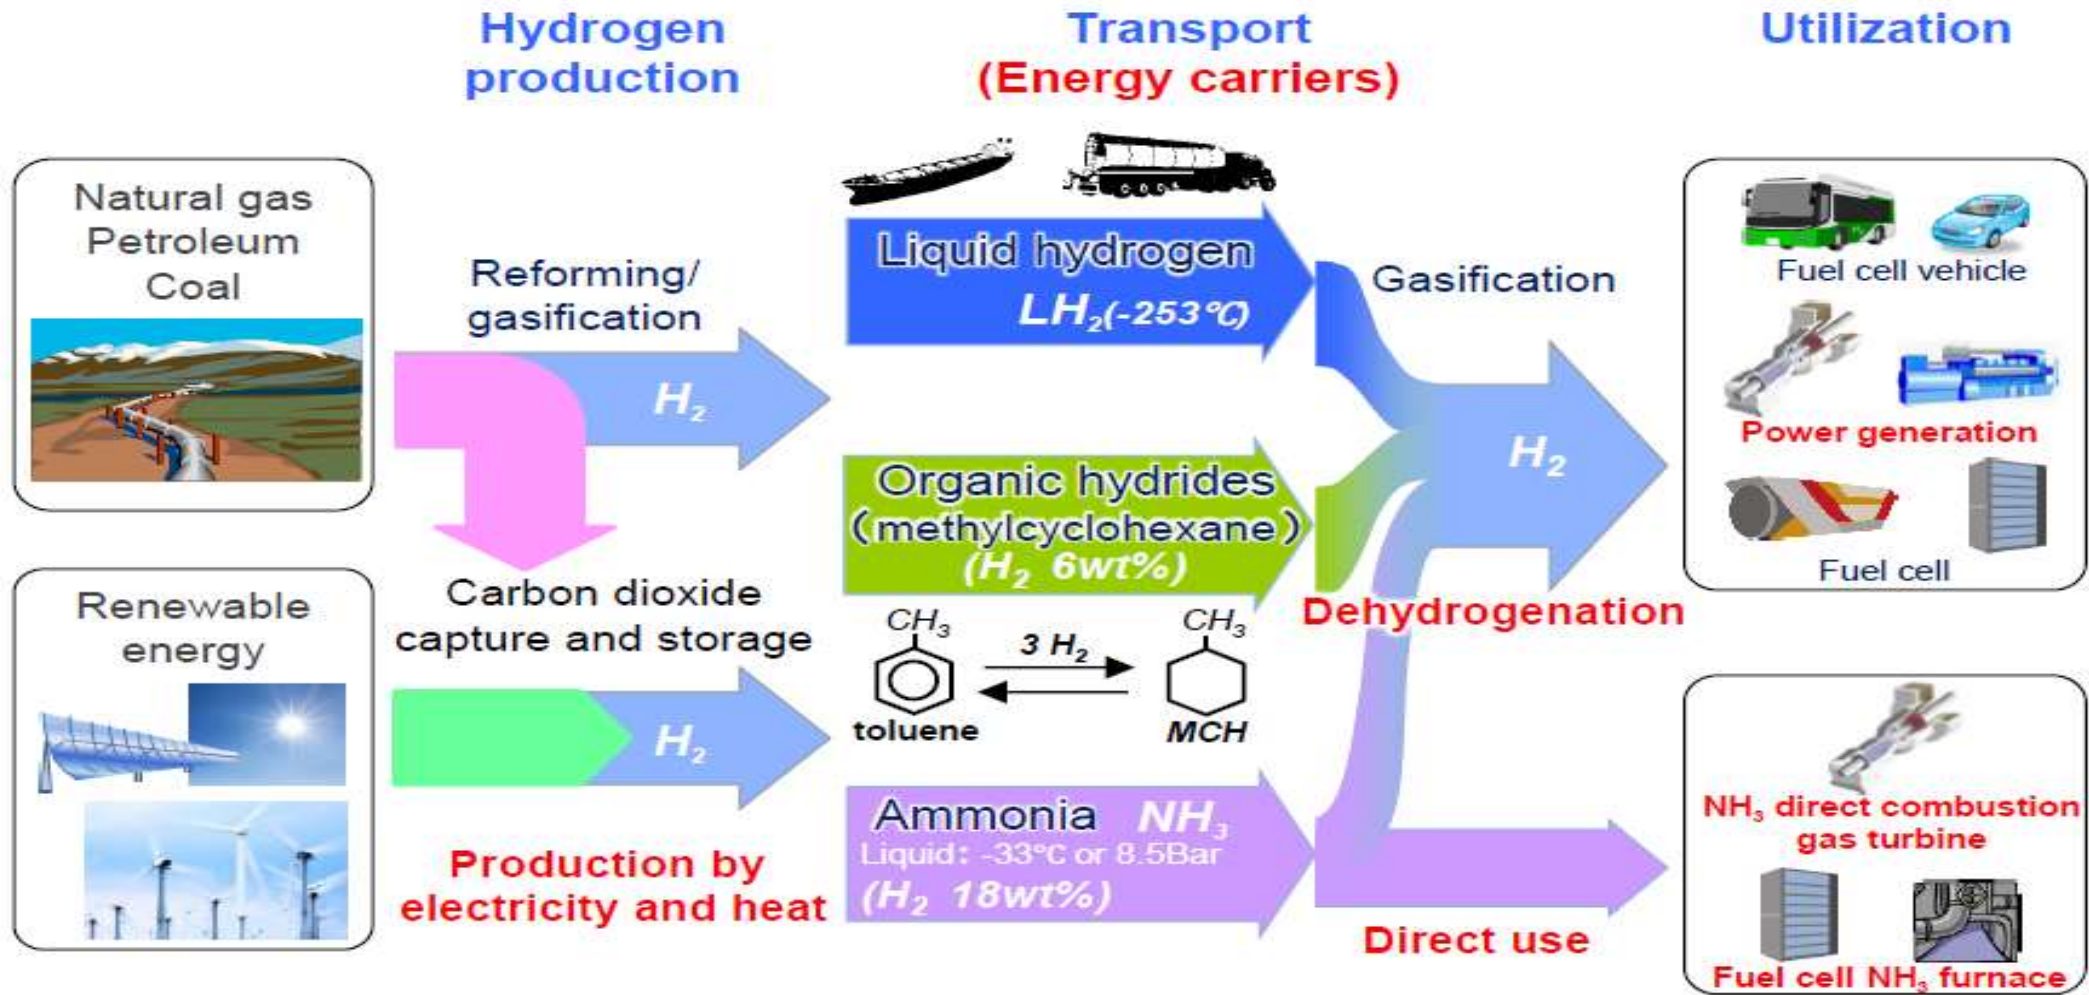 Hydrogen
production
Transport
(Energy carriers)
Utilization
Natural gas
Petroleum
Coal
Reforming/
gasification
H₂
Carbon dioxide
capture and storage
Renewable
energy
H₂
Production by
electricity and heat
Liquid hydrogen
LH₂(-253℃)
Organic hydrides
(methylcyclohexane)
(H₂ 6wt%)
CH₃
3 H₂
CH₃
toluene
MCH
Ammonia NH₃
Liquid: -33℃ or 8.5Bar
(H₂ 18wt%)
Gasification
H₂
Dehydrogenation
Direct use
Fuel cell vehicle
Power generation
Fuel cell
NH₃ direct combustion
gas turbine
Fuel cell NH₃ furnace